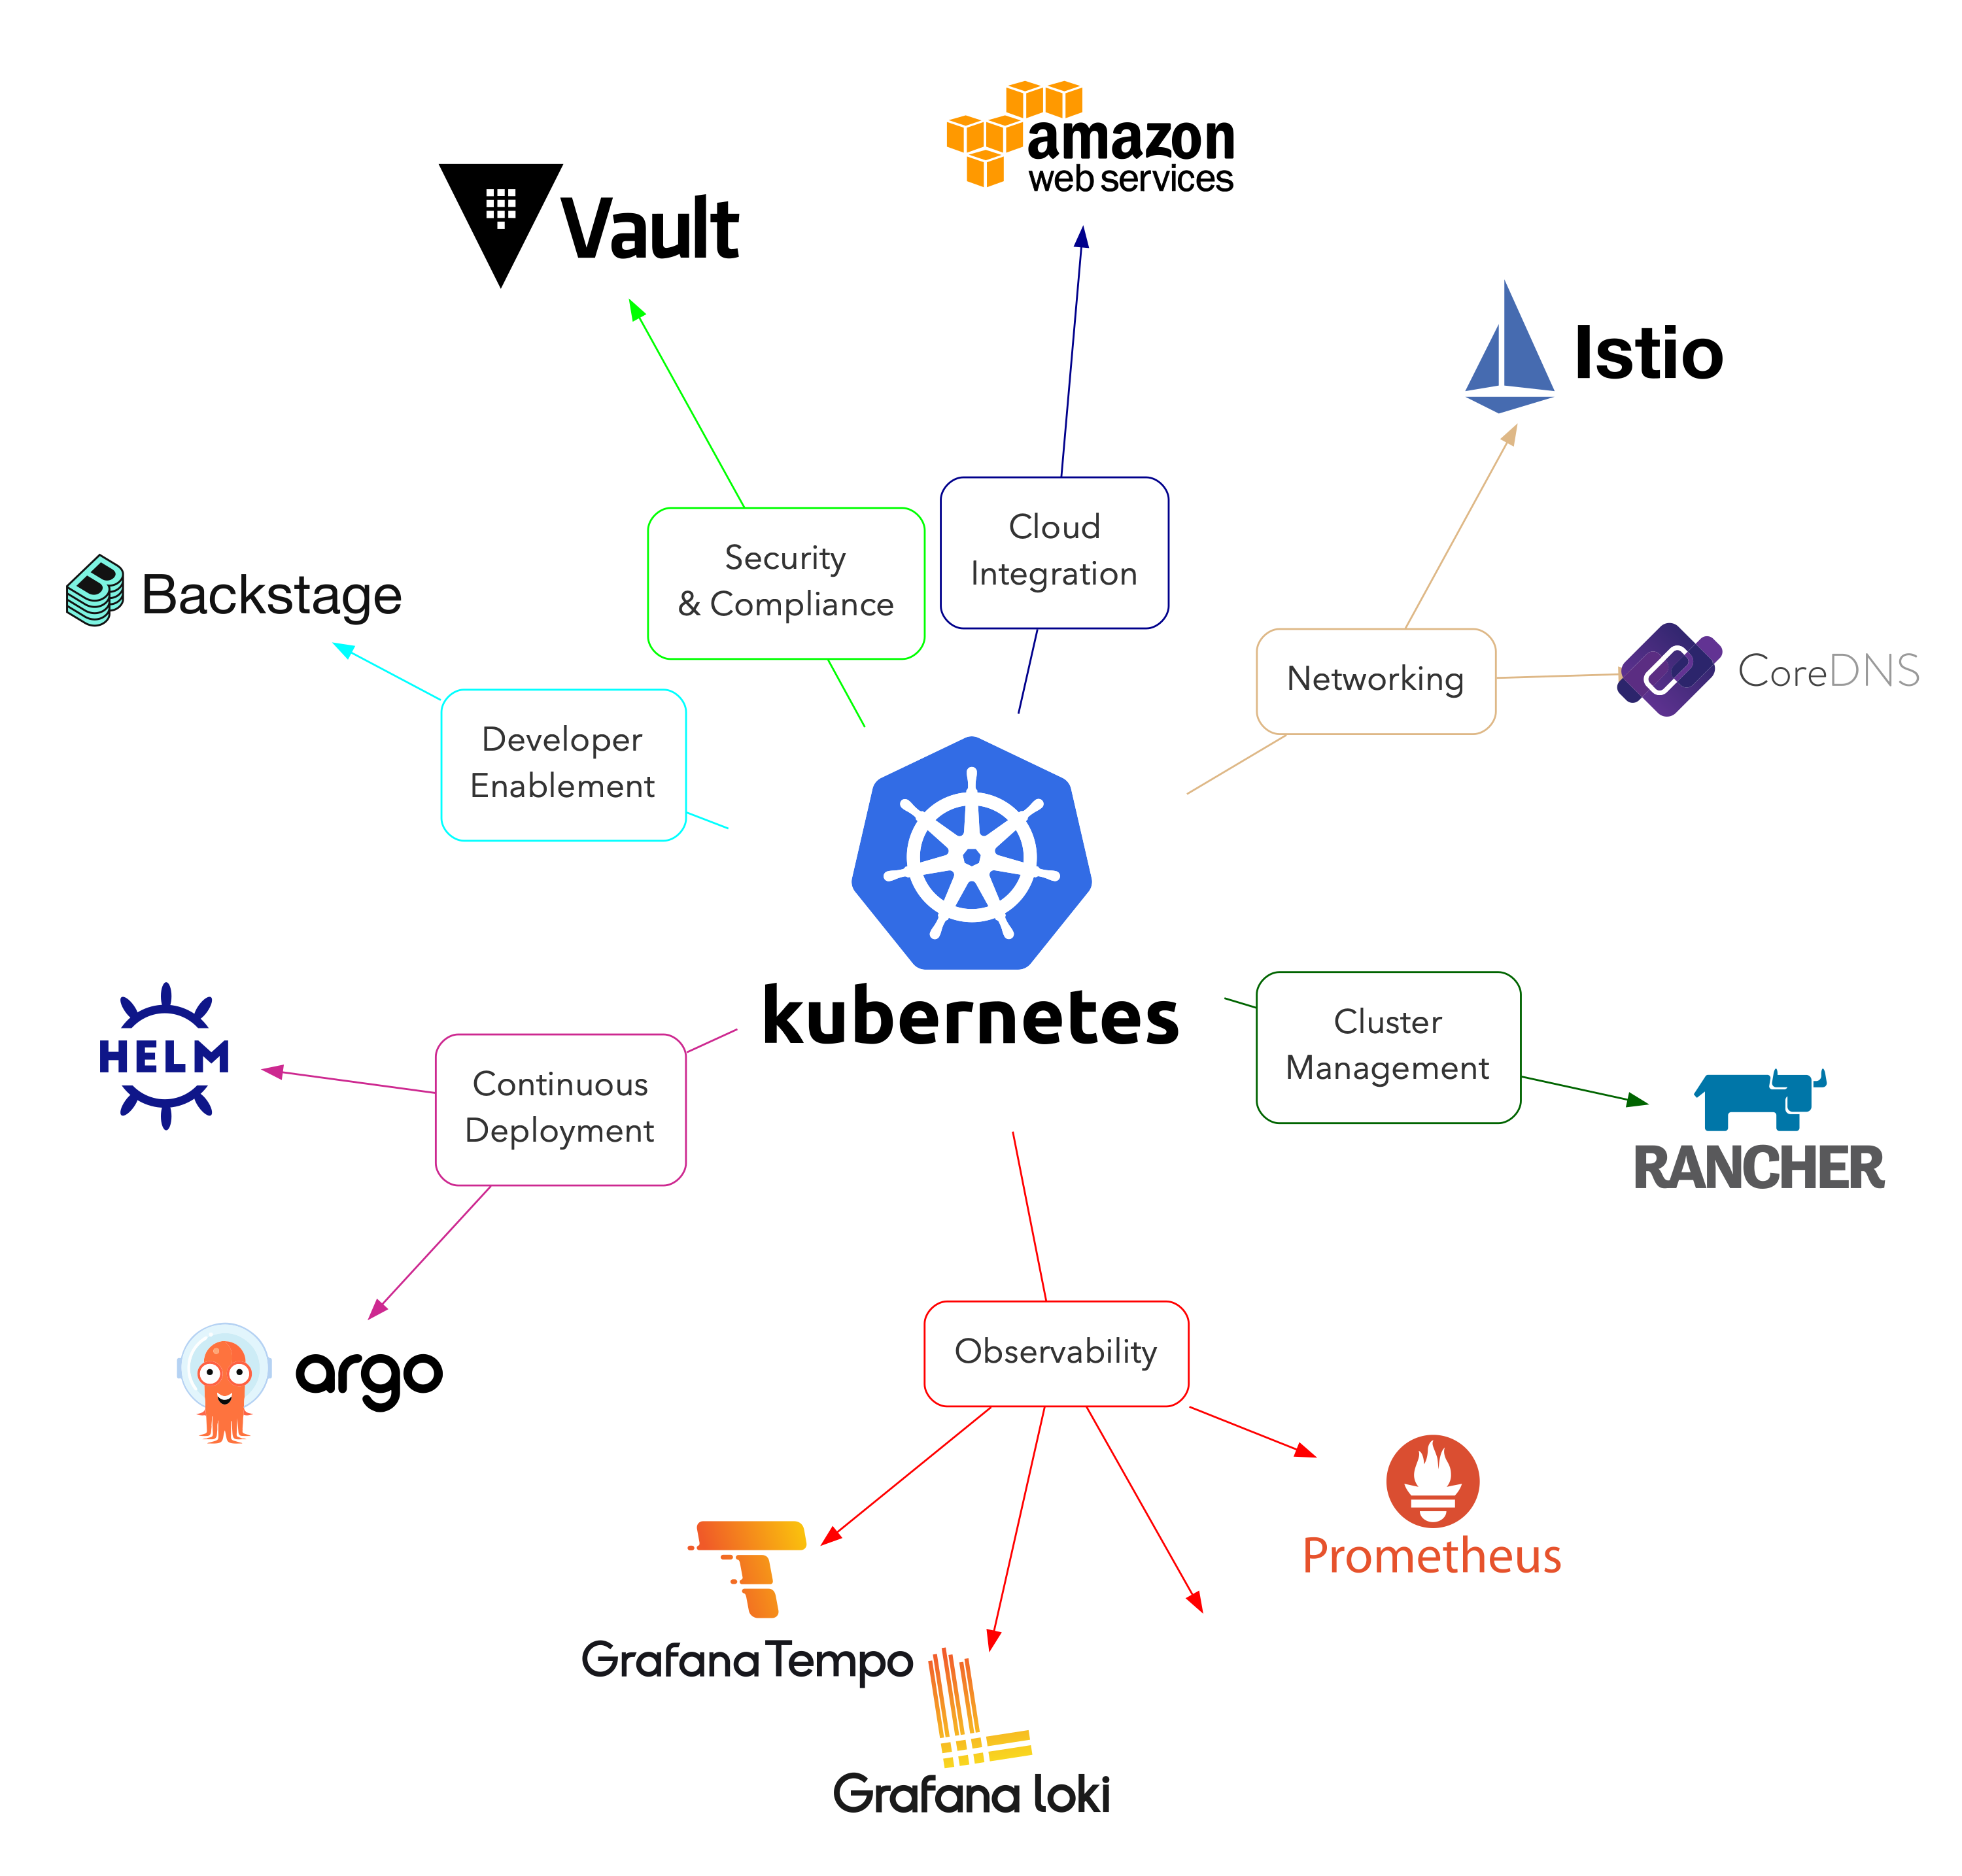 amazon
web services
Vault
Istio
Cloud
Integration
Security
& Compliance
Backstage
Networking
CoreDNS
Developer
Enablement
kubernetes
HELM
Cluster
Management
Continuous
Deployment
RANCHER
Observability
argo
Prometheus
Grafana Tempo
Grafana loki